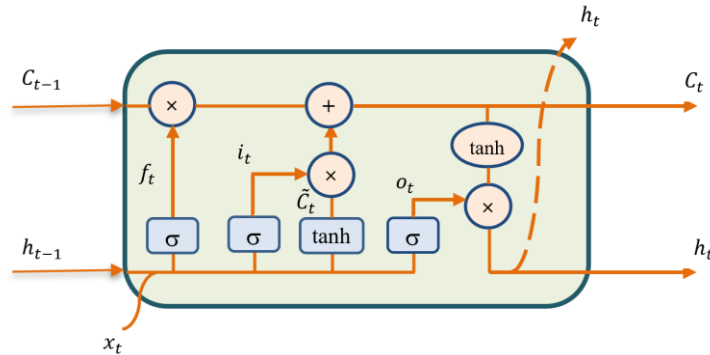 h_t
C_{t-1}
C_t
×
+
tanh
i_t
f_t
×
o_t
C̃_t
×
σ
σ
tanh
σ
h_{t-1}
h_t
x_t